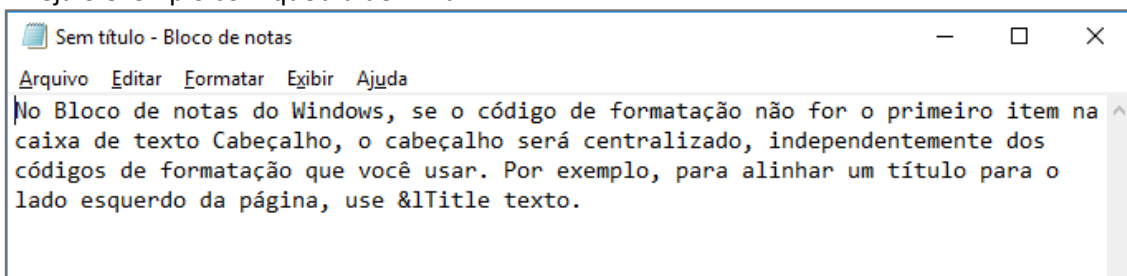 Sem título - Bloco de notas
Arquivo Editar Formatar Exibir Ajuda
No Bloco de notas do Windows, se o código de formatação não for o primeiro item na
caixa de texto Cabeçalho, o cabeçalho será centralizado, independentemente dos
códigos de formatação que você usar. Por exemplo, para alinhar um título para o
lado esquerdo da página, use &lTitle texto.